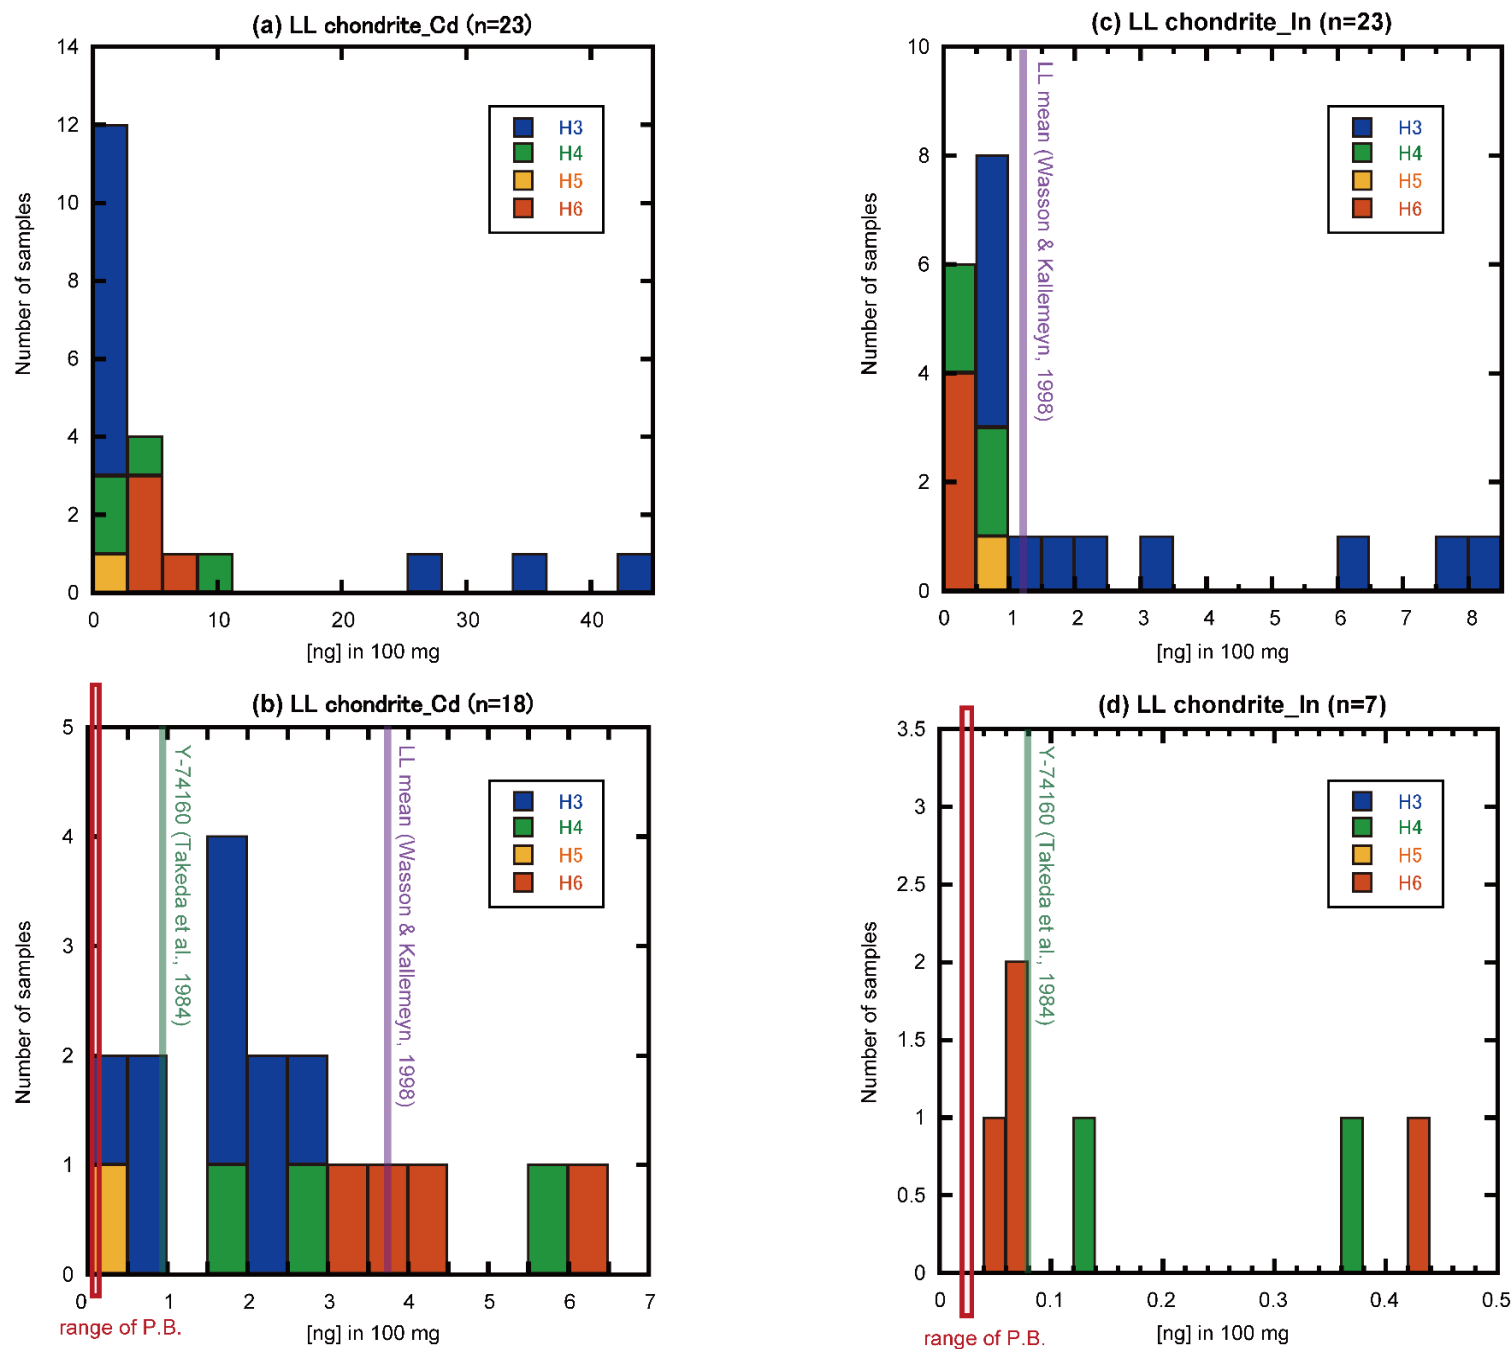 (a) LL chondrite_Cd (n=23)
14
12
10
8
6
4
2
0
Number of samples
H3
H4
H5
H6
0 10 20 30 40
[ng] in 100 mg
(c) LL chondrite_In (n=23)
10
8
6
4
2
0
Number of samples
LL mean (Wasson & Kallemeyn, 1998)
H3
H4
H5
H6
0 1 2 3 4 5 6 7 8
[ng] in 100 mg
(b) LL chondrite_Cd (n=18)
5
4
3
2
1
0
Number of samples
Y-74160 (Takeda et al., 1984)
LL mean (Wasson & Kallemeyn, 1998)
H3
H4
H5
H6
0 1 2 3 4 5 6 7
range of P.B.
[ng] in 100 mg
(d) LL chondrite_In (n=7)
3.5
3
2.5
2
1.5
1
0.5
0
Number of samples
Y-74160 (Takeda et al., 1984)
H3
H4
H5
H6
0 0.1 0.2 0.3 0.4 0.5
range of P.B.
[ng] in 100 mg